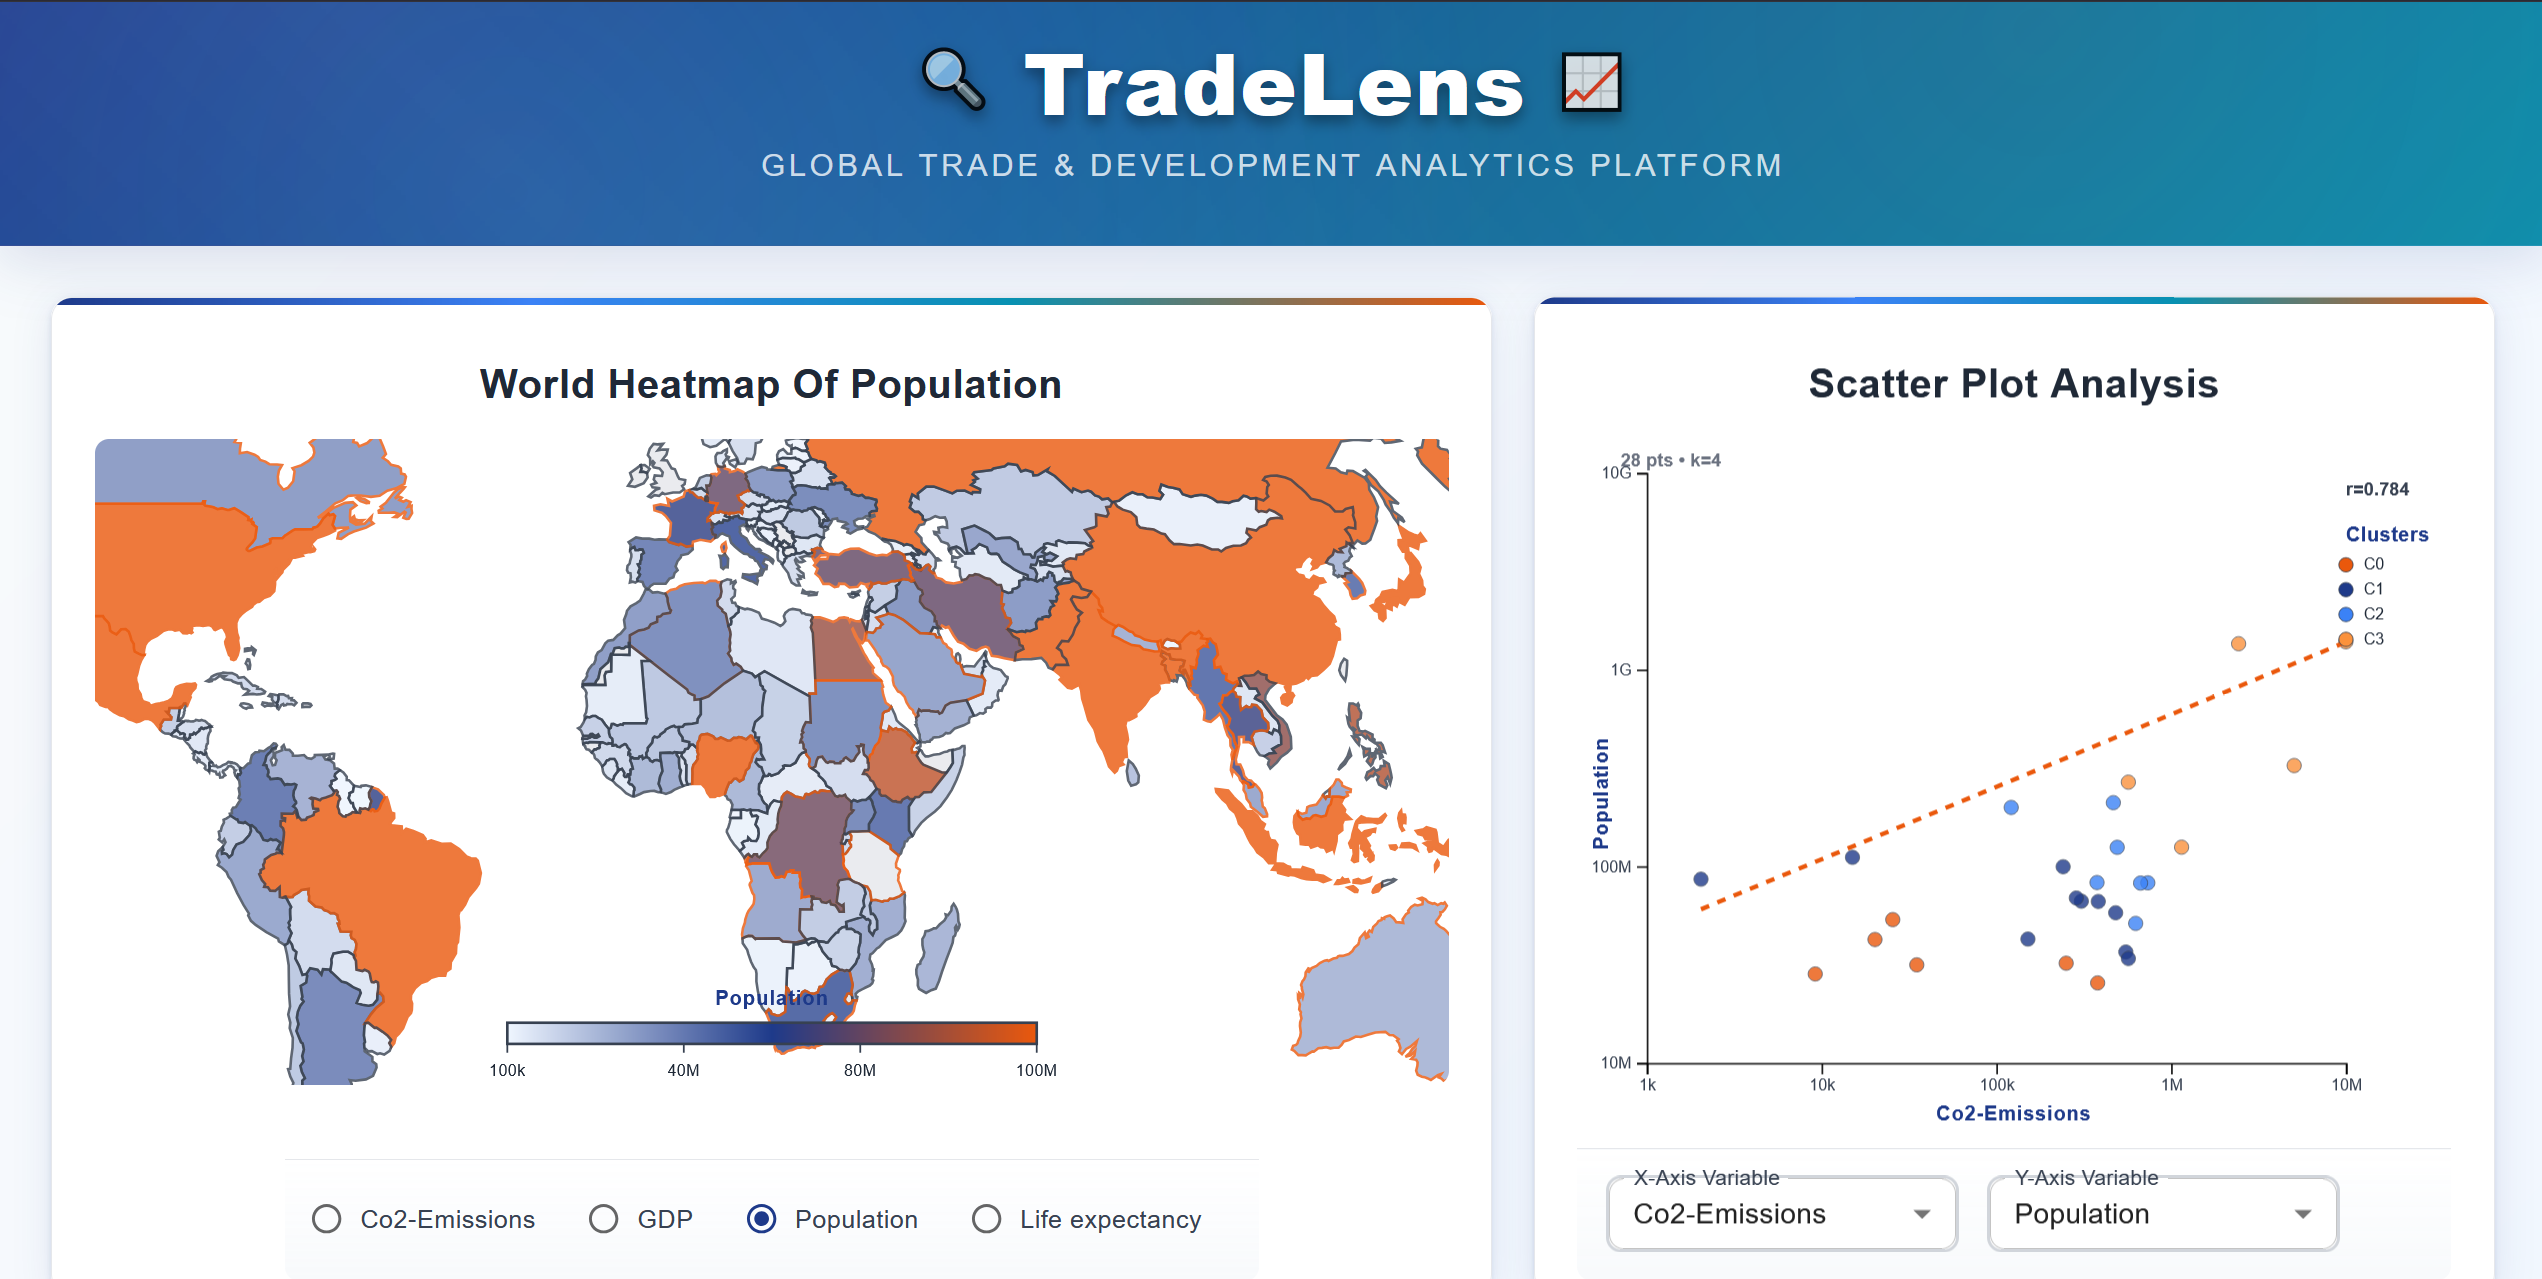 TradeLens
GLOBAL TRADE & DEVELOPMENT ANALYTICS PLATFORM
World Heatmap Of Population
Population
100k
40M
80M
100M
Co2-Emissions
GDP
Population
Life expectancy
Scatter Plot Analysis
28 pts • k=4
r=0.784
Clusters
C0
C1
C2
C3
10G
1G
100M
10M
Population
1k
10k
100k
1M
10M
Co2-Emissions
X-Axis Variable
Co2-Emissions
Y-Axis Variable
Population